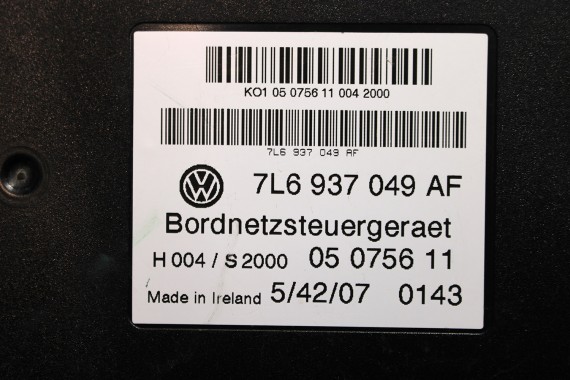 KO1 05 0756 11 004 2000
7L6 937 049 AF
7L6 937 049 AF
Bordnetzsteuergeraet
H 004 / S 2000 05 0756 11
Made in Ireland 5/42/07 0143